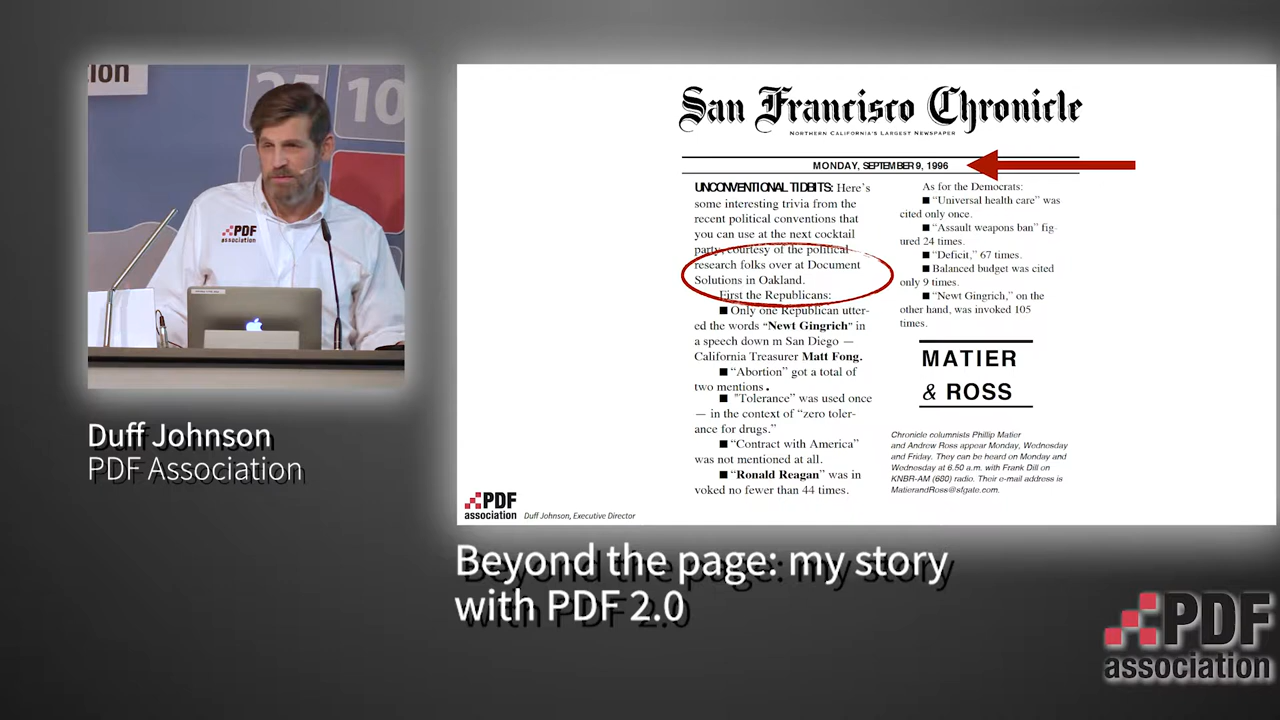 ion
25
10
PDF
association
Duff Johnson
PDF Association
San Francisco Chronicle
NORTHERN CALIFORNIA'S LARGEST NEWSPAPER
MONDAY, SEPTEMBER 9, 1996
UNCONVENTIONAL TIDBITS: Here's
some interesting trivia from the
recent political conventions that
you can use at the next cocktail
party, courtesy of the political
research folks over at Document
Solutions in Oakland.
First the Republicans:
■ Only one Republican utter-
ed the words "Newt Gingrich" in
a speech down m San Diego —
California Treasurer Matt Fong.
■ "Abortion" got a total of
two mentions .
■ "Tolerance" was used once
— in the context of "zero toler-
ance for drugs."
■ "Contract with America"
was not mentioned at all.
■ "Ronald Reagan" was in
voked no fewer than 44 times.
As for the Democrats:
■ "Universal health care" was
cited only once.
■ "Assault weapons ban" fig-
ured 24 times.
■ "Deficit," 67 times.
■ Balanced budget was cited
only 9 times.
■ "Newt Gingrich," on the
other hand, was invoked 105
times.
MATIER
& ROSS
Chronicle columnists Phillip Matier
and Andrew Ross appear Monday, Wednesday
and Friday. They can be heard on Monday and
Wednesday at 6.50 a.m. with Frank Dill on
KNBR-AM (680) radio. Their e-mail address is
MatierandRoss@sfgate.com.
PDF
association
Duff Johnson, Executive Director
Beyond the page: my story
with PDF 2.0
PDF
association